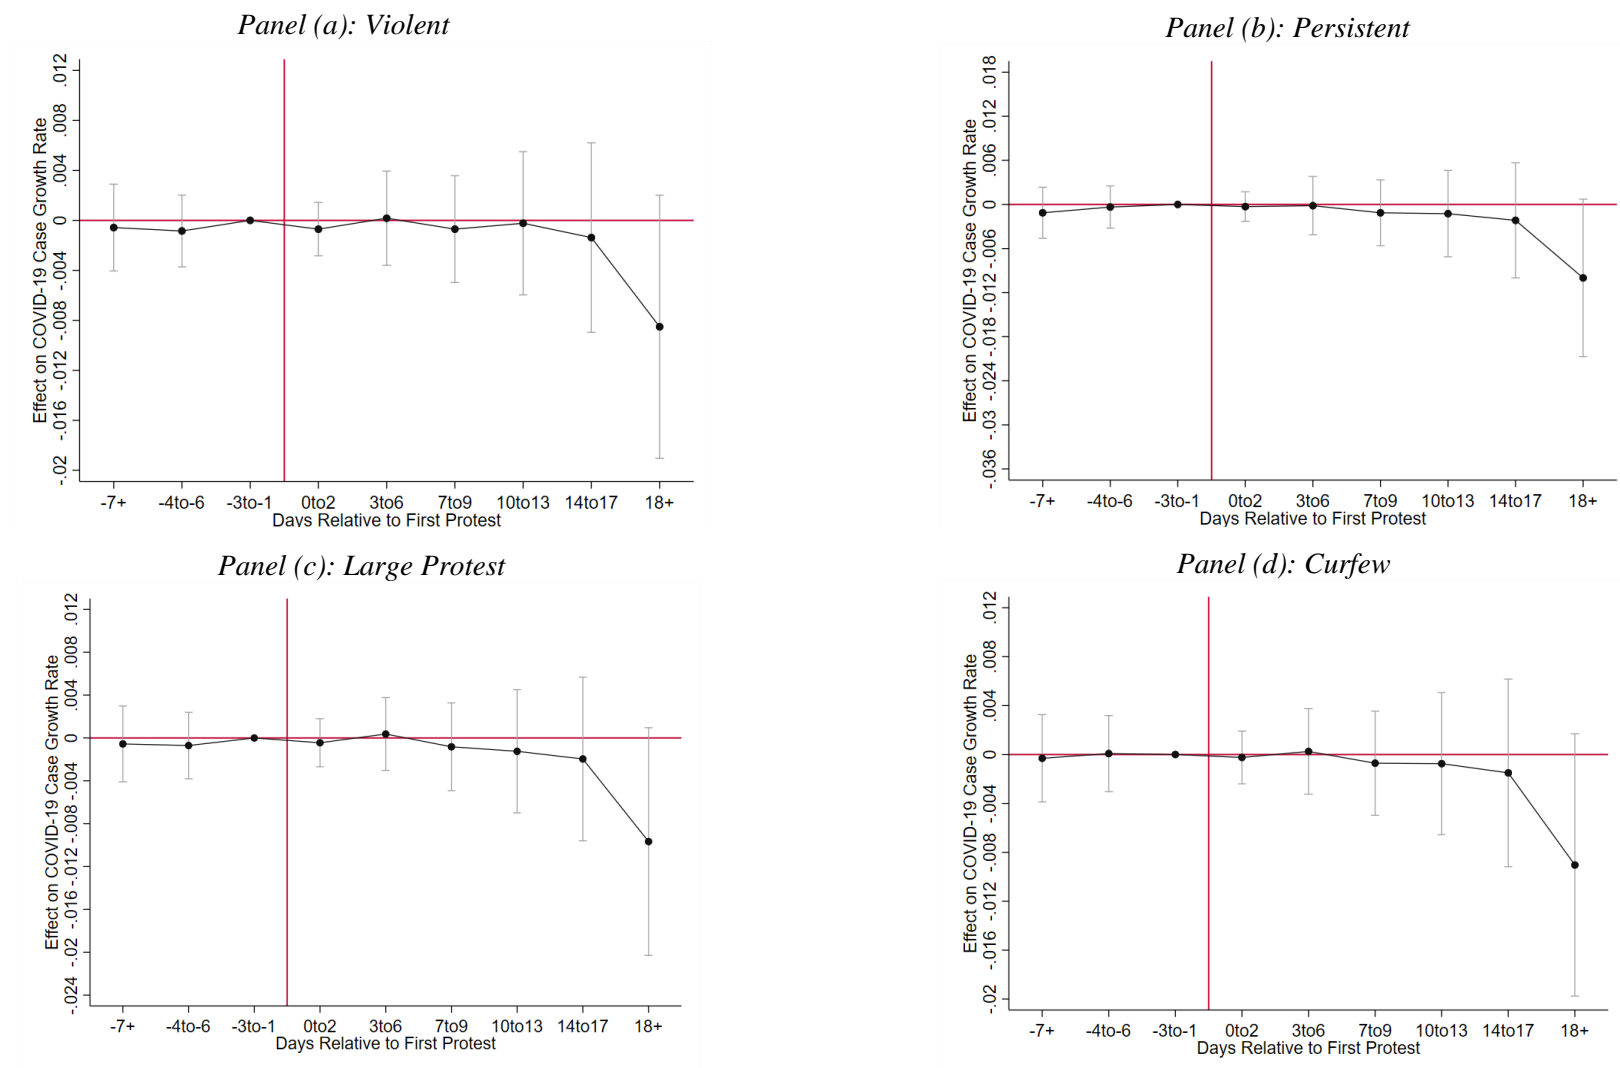 Panel (a): Violent
Effect on COVID-19 Case Growth Rate
.012
.008
.004
0
-.004
-.008
-.012
-.016
-.02
-7+ -4to-6 -3to-1 0to2 3to6 7to9 10to13 14to17 18+
Days Relative to First Protest
Panel (b): Persistent
Effect on COVID-19 Case Growth Rate
.018
.012
.006
0
-.006
-.012
-.018
-.024
-.03
-.036
-7+ -4to-6 -3to-1 0to2 3to6 7to9 10to13 14to17 18+
Days Relative to First Protest
Panel (c): Large Protest
Effect on COVID-19 Case Growth Rate
.012
.008
.004
0
-.004
-.008
-.012
-.016
-.02
-.024
-7+ -4to-6 -3to-1 0to2 3to6 7to9 10to13 14to17 18+
Days Relative to First Protest
Panel (d): Curfew
Effect on COVID-19 Case Growth Rate
.012
.008
.004
0
-.004
-.008
-.012
-.016
-.02
-7+ -4to-6 -3to-1 0to2 3to6 7to9 10to13 14to17 18+
Days Relative to First Protest